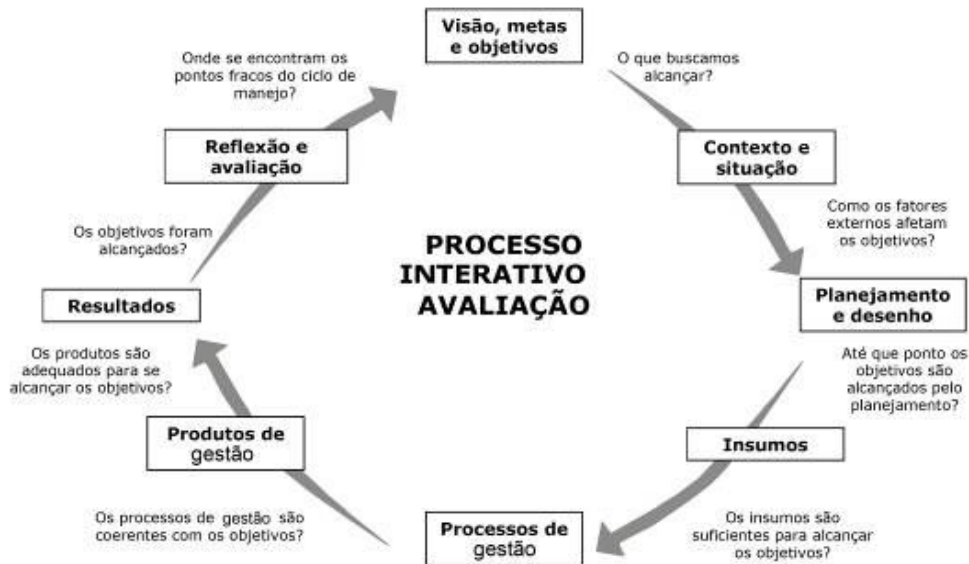 Visão, metas
e objetivos
O que buscamos
alcançar?
Contexto e
situação
Como os fatores
externos afetam
os objetivos?
Planejamento
e desenho
Até que ponto os
objetivos são
alcançados pelo
planejamento?
Insumos
Os insumos são
suficientes para alcançar
os objetivos?
Processos de
gestão
Os processos de gestão são
coerentes com os objetivos?
Produtos de
gestão
Os produtos são
adequados para se
alcançar os objetivos?
Resultados
Os objetivos foram
alcançados?
Reflexão e
avaliação
Onde se encontram os
pontos fracos do ciclo de
manejo?
PROCESSO
INTERATIVO
AVALIAÇÃO